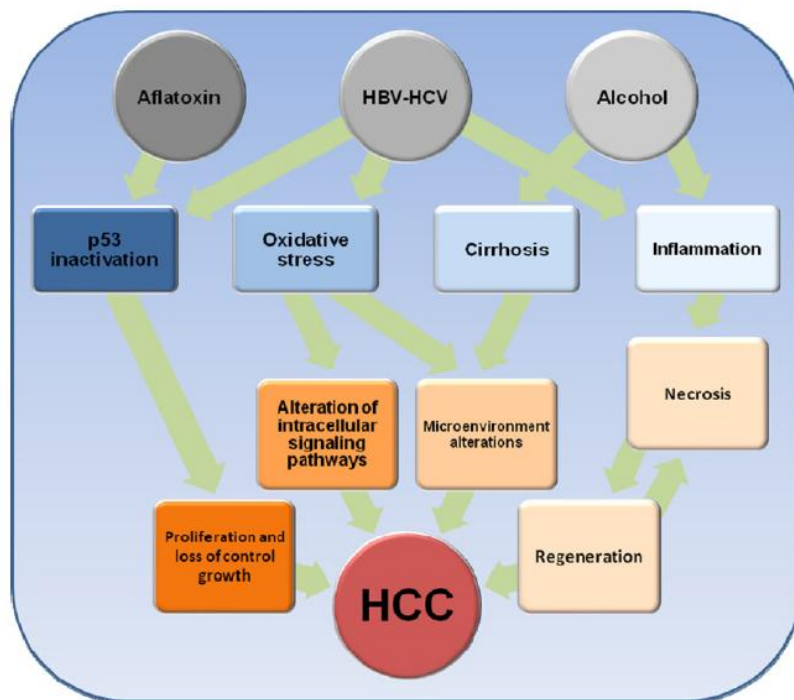 Aflatoxin
HBV-HCV
Alcohol
p53
inactivation
Oxidative
stress
Cirrhosis
Inflammation
Alteration of
intracellular
signaling
pathways
Microenvironment
alterations
Necrosis
Proliferation and
loss of control
growth
HCC
Regeneration